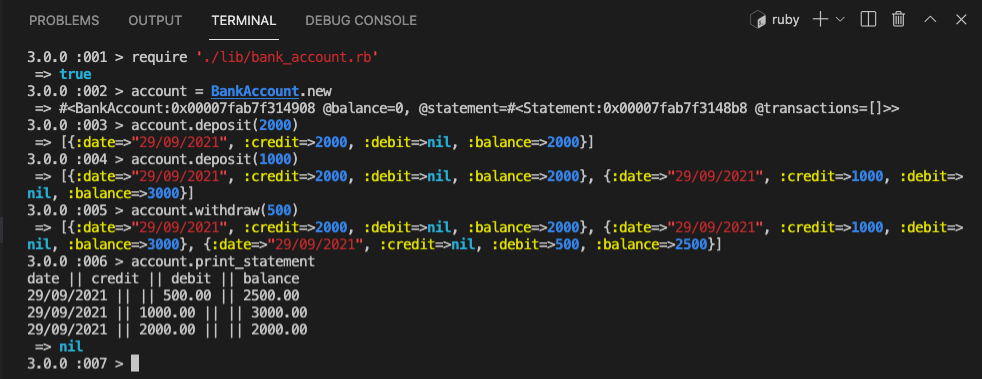 PROBLEMS OUTPUT TERMINAL DEBUG CONSOLE ruby
3.0.0 :001 > require './lib/bank_account.rb'
 => true
3.0.0 :002 > account = BankAccount.new
 => #<BankAccount:0x00007fab7f314908 @balance=0, @statement=#<Statement:0x00007fab7f3148b8 @transactions=[]>>
3.0.0 :003 > account.deposit(2000)
 => [{:date=>"29/09/2021", :credit=>2000, :debit=>nil, :balance=>2000}]
3.0.0 :004 > account.deposit(1000)
 => [{:date=>"29/09/2021", :credit=>2000, :debit=>nil, :balance=>2000}, {:date=>"29/09/2021", :credit=>1000, :debit=>
nil, :balance=>3000}]
3.0.0 :005 > account.withdraw(500)
 => [{:date=>"29/09/2021", :credit=>2000, :debit=>nil, :balance=>2000}, {:date=>"29/09/2021", :credit=>1000, :debit=>
nil, :balance=>3000}, {:date=>"29/09/2021", :credit=>nil, :debit=>500, :balance=>2500}]
3.0.0 :006 > account.print_statement
date || credit || debit || balance
29/09/2021 || || 500.00 || 2500.00
29/09/2021 || 1000.00 || || 3000.00
29/09/2021 || 2000.00 || || 2000.00
 => nil
3.0.0 :007 >